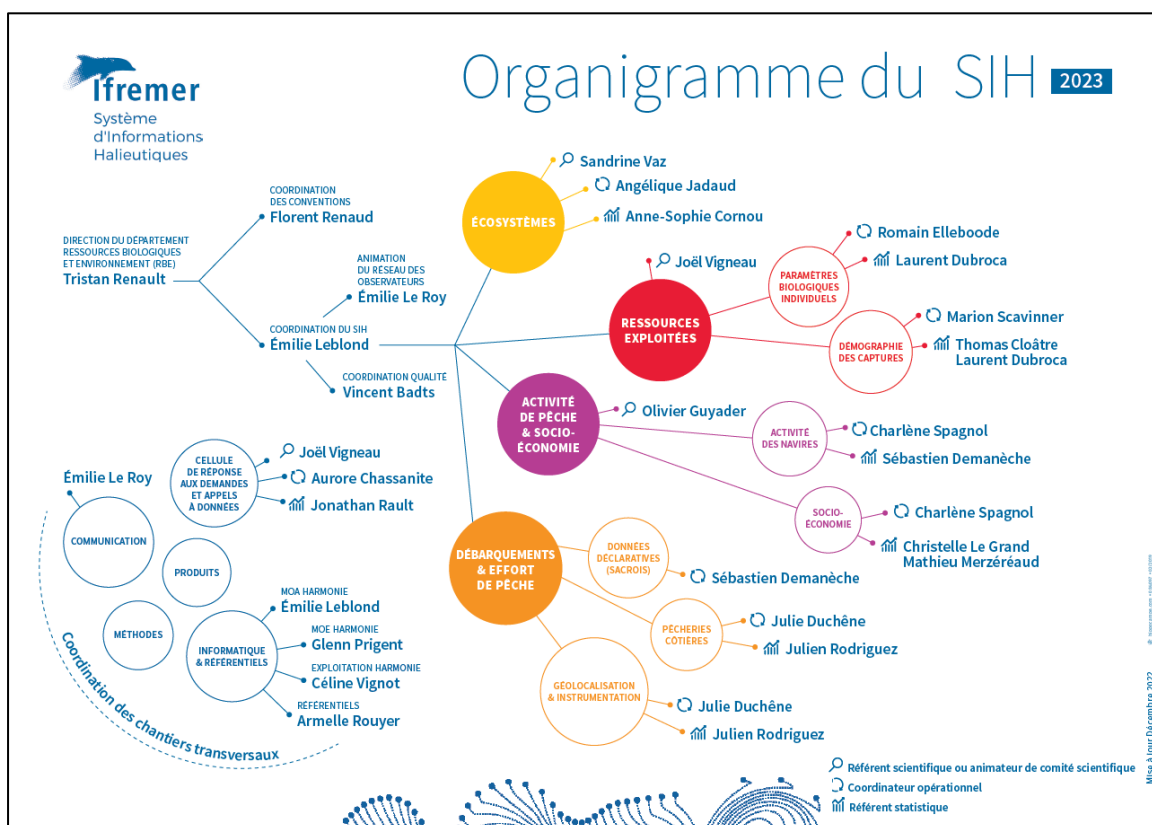 Ifremer
Système
d'Informations
Halieutiques
Organigramme du SIH 2023
DIRECTION DU DÉPARTEMENT
RESSOURCES BIOLOGIQUES
ET ENVIRONNEMENT (RBE)
Tristan Renault
COORDINATION
DES CONVENTIONS
Florent Renaud
ANIMATION
DU RÉSEAU DES
OBSERVATEURS
Émilie Le Roy
COORDINATION DU SIH
Émilie Leblond
COORDINATION QUALITÉ
Vincent Badts
ÉCOSYSTÈMES
Sandrine Vaz
Angélique Jadaud
Anne-Sophie Cornou
RESSOURCES
EXPLOITÉES
Joël Vigneau
PARAMÈTRES
BIOLOGIQUES
INDIVIDUELS
Romain Elleboode
Laurent Dubroca
DÉMOGRAPHIE
DES CAPTURES
Marion Scavinner
Thomas Cloâtre
Laurent Dubroca
ACTIVITÉ
DE PÊCHE
& SOCIO-
ÉCONOMIE
Olivier Guyader
ACTIVITÉ
DES NAVIRES
Charlène Spagnol
Sébastien Demanèche
SOCIO-
ÉCONOMIE
Charlène Spagnol
Christelle Le Grand
Mathieu Merzéréaud
DÉBARQUEMENTS
& EFFORT
DE PÊCHE
DONNÉES
DÉCLARATIVES
(SACROIS)
Sébastien Demanèche
PÊCHERIES
CÔTIÈRES
Julie Duchêne
Julien Rodriguez
GÉOLOCALISATION
& INSTRUMENTATION
Julie Duchêne
Julien Rodriguez
CELLULE
DE RÉPONSE
AUX DEMANDES
ET APPELS
À DONNÉES
Joël Vigneau
Aurore Chassanite
Jonathan Rault
Émilie Le Roy
COMMUNICATION
PRODUITS
MÉTHODES
INFORMATIQUE
& RÉFÉRENTIELS
MOA HARMONIE
Émilie Leblond
MOE HARMONIE
Glenn Prigent
EXPLOITATION HARMONIE
Céline Vignot
RÉFÉRENTIELS
Armelle Rouyer
Coordination des chantiers transversaux
Référent scientifique ou animateur de comité scientifique
Coordinateur opérationnel
Référent statistique
Mise à jour Décembre 2022